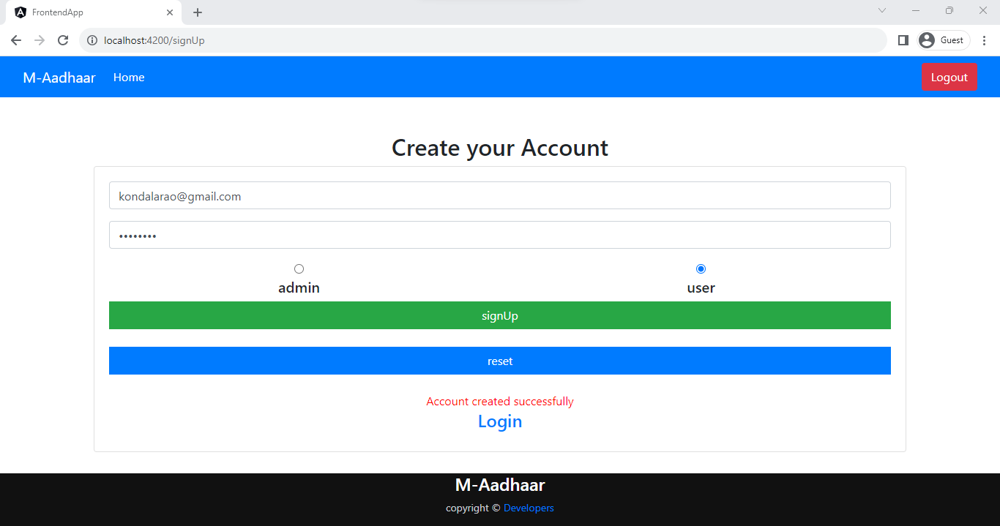 FrontendApp
localhost:4200/signUp
Guest
M-Aadhaar Home Logout
Create your Account
kondalarao@gmail.com
••••••••
admin user
signUp
reset
Account created successfully
Login
M-Aadhaar
copyright © Developers